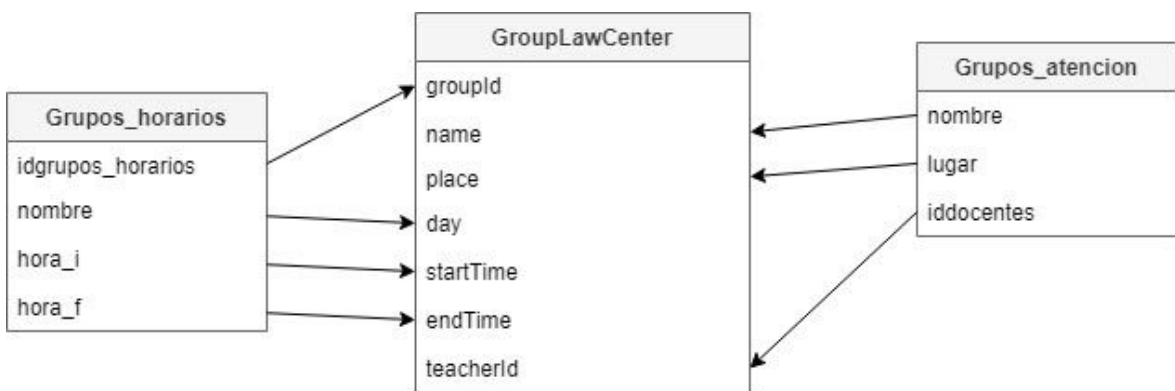 Grupos_horarios
idgrupos_horarios
nombre
hora_i
hora_f
GroupLawCenter
groupId
name
place
day
startTime
endTime
teacherId
Grupos_atencion
nombre
lugar
iddocentes